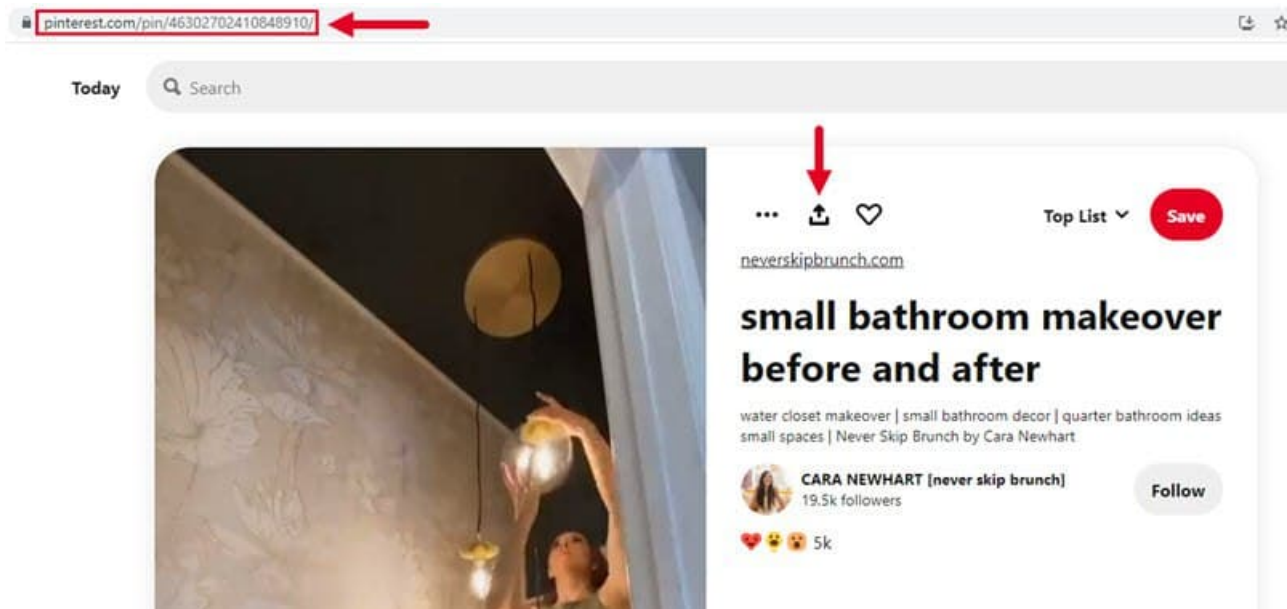 pinterest.com/pin/46302702410848910/
Today
Search
Top List
Save
neverskipbrunch.com
small bathroom makeover
before and after
water closet makeover | small bathroom decor | quarter bathroom ideas
small spaces | Never Skip Brunch by Cara Newhart
CARA NEWHART [never skip brunch]
19.5k followers
Follow
5k